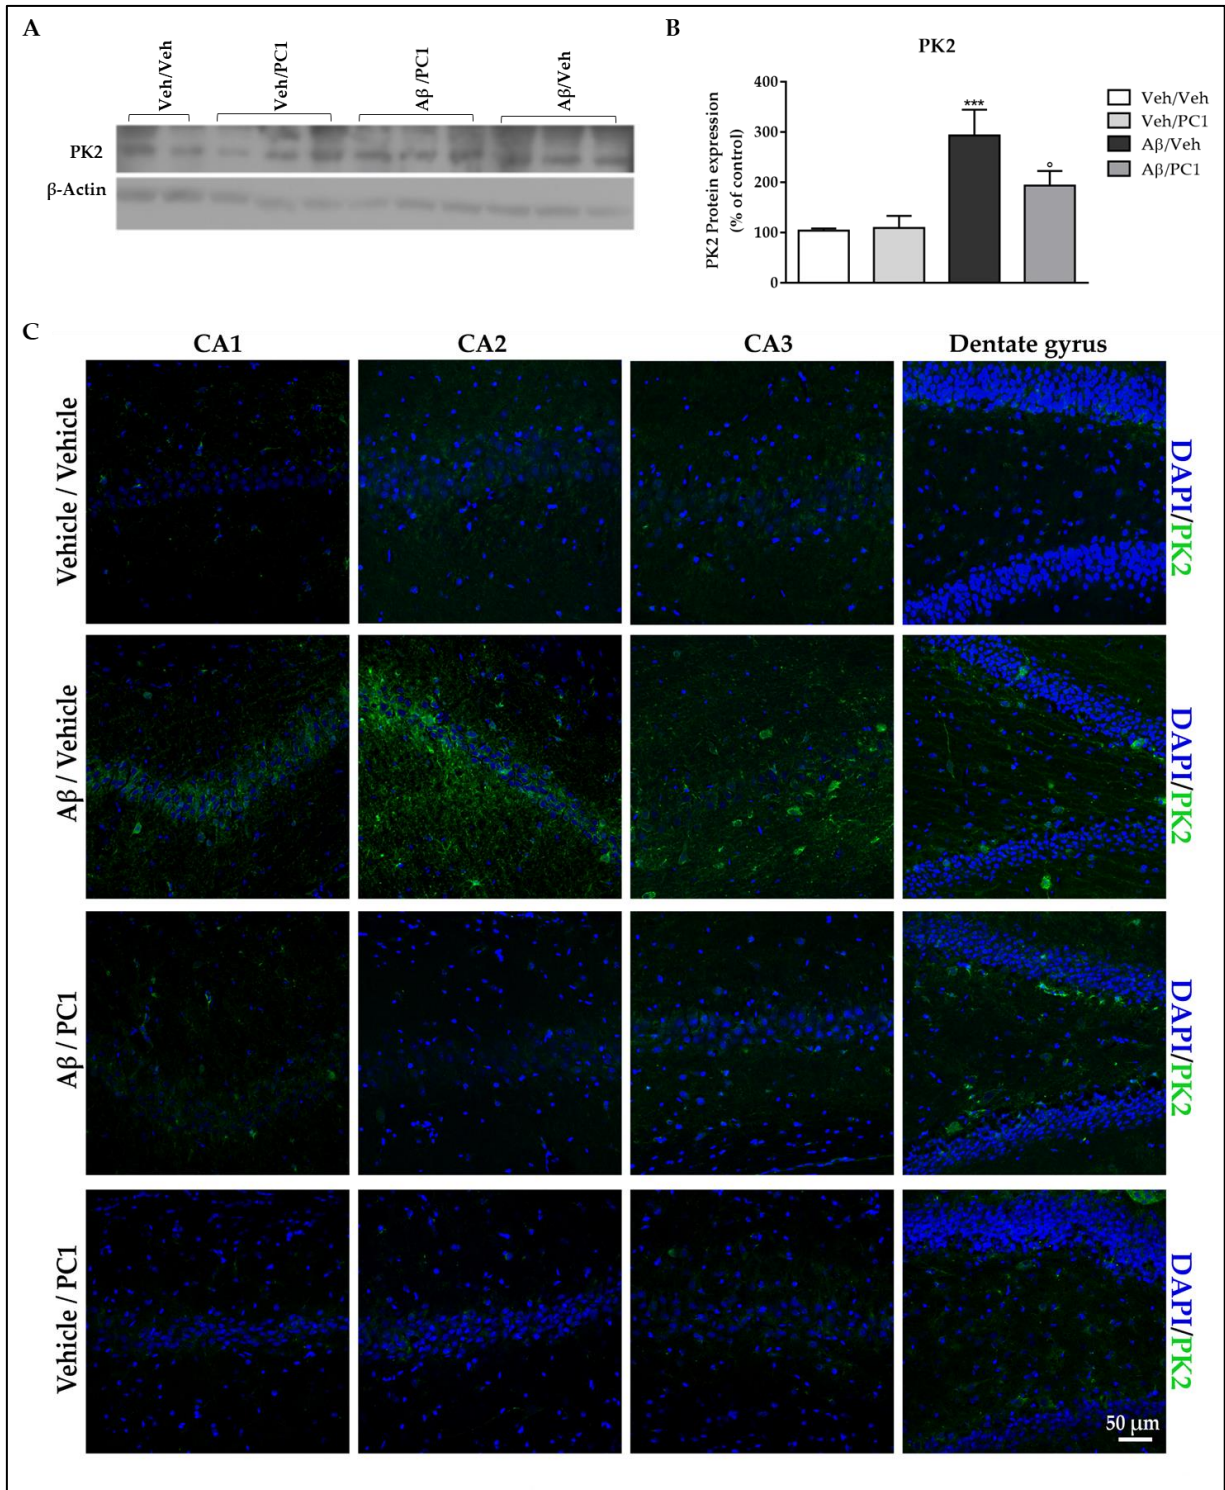 A
Veh/Veh
Veh/PC1
Aβ /PC1
Aβ/Veh
PK2
β-Actin
B
PK2
PK2 Protein expression
(% of control)
400
300
200
100
0
***
°
Veh/Veh
Veh/PC1
Aβ/Veh
Aβ/PC1
C
CA1
CA2
CA3
Dentate gyrus
Vehicle / Vehicle
DAPI/PK2
Aβ / Vehicle
DAPI/PK2
Aβ / PC1
DAPI/PK2
Vehicle / PC1
DAPI/PK2
50 µm